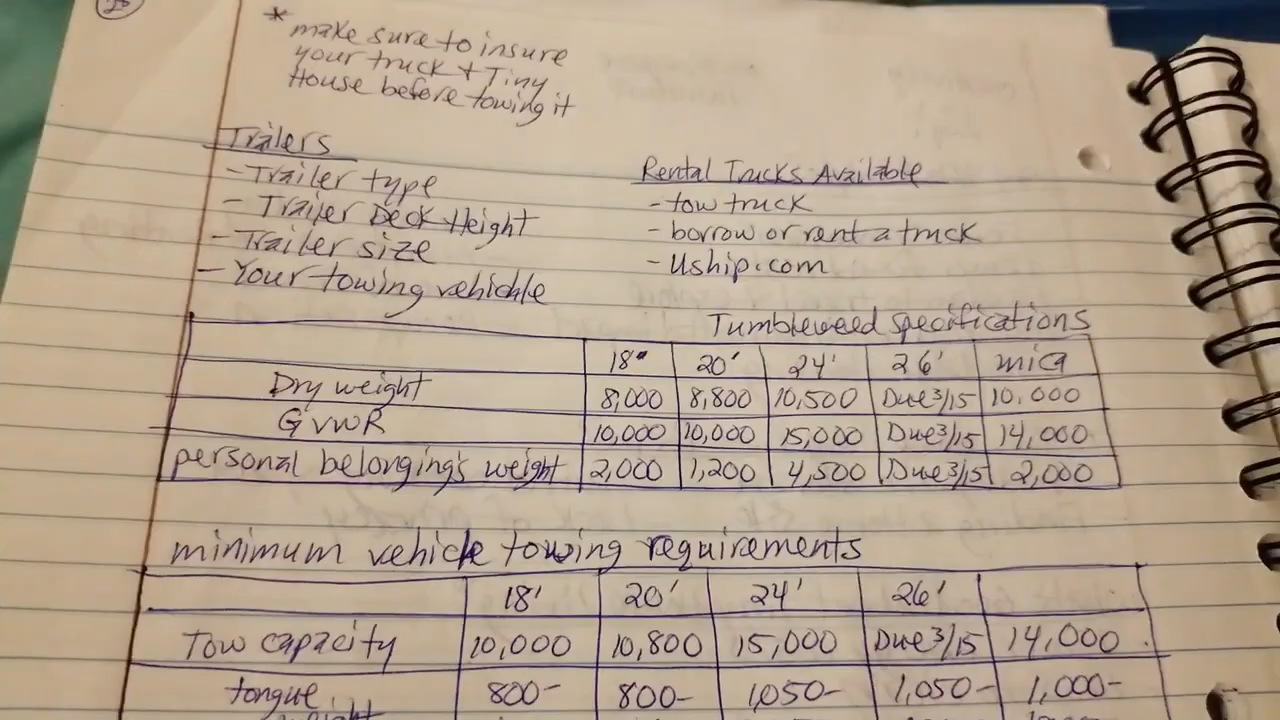 *
make sure to insure
your truck + Tiny
House before towing it
Trailers
- Trailer type
- Trailer Deck Height
- Trailer size
- Your towing vehichle
Rental Trucks Available
- tow truck
- borrow or rent a truck
- Uship.com
Tumbleweed specifications
18" 20' 24' 26' mica
Dry weight 8,000 8,800 10,500 Due 3/15 10,000
GVWR 10,000 10,000 15,000 Due 3/15 14,000
personal belonging's weight 2,000 1,200 4,500 Due 3/15 2,000
minimum vehicle towing requirements
18' 20' 24' 26'
Tow capacity 10,000 10,800 15,000 Due 3/15 14,000
tongue 800- 800- 1,050- 1,050- 1,000-